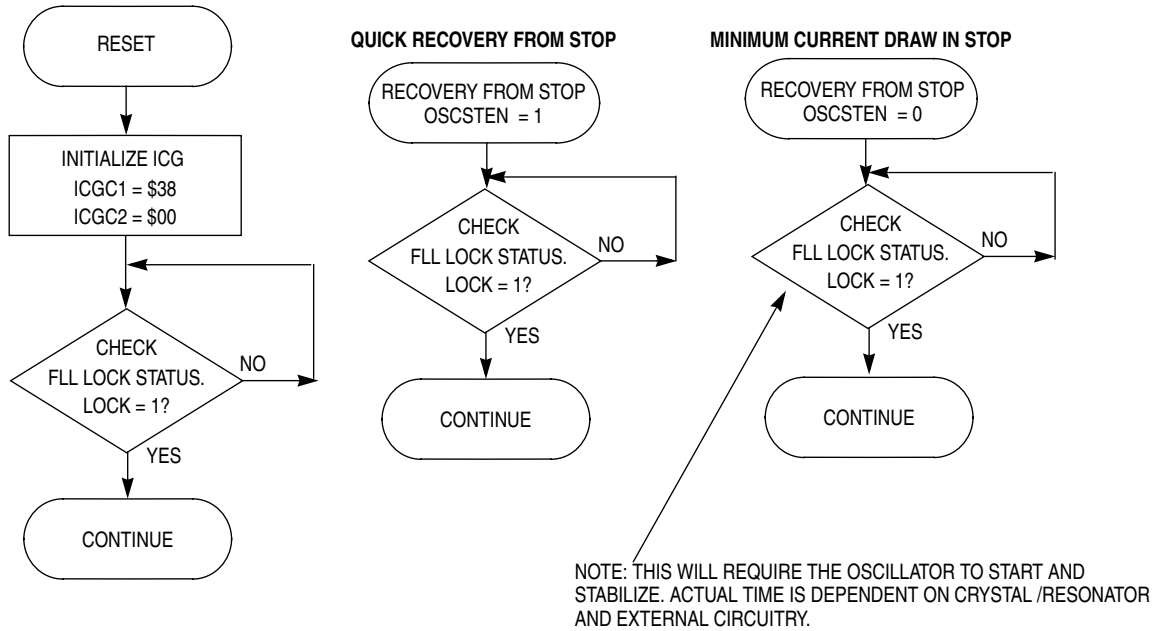 RESET
INITIALIZE ICG
ICGC1 = $38
ICGC2 = $00
CHECK
FLL LOCK STATUS.
LOCK = 1?
NO
YES
CONTINUE
QUICK RECOVERY FROM STOP
RECOVERY FROM STOP
OSCSTEN = 1
CHECK
FLL LOCK STATUS.
LOCK = 1?
NO
YES
CONTINUE
MINIMUM CURRENT DRAW IN STOP
RECOVERY FROM STOP
OSCSTEN = 0
CHECK
FLL LOCK STATUS.
LOCK = 1?
NO
YES
CONTINUE
NOTE: THIS WILL REQUIRE THE OSCILLATOR TO START AND
STABILIZE. ACTUAL TIME IS DEPENDENT ON CRYSTAL /RESONATOR
AND EXTERNAL CIRCUITRY.